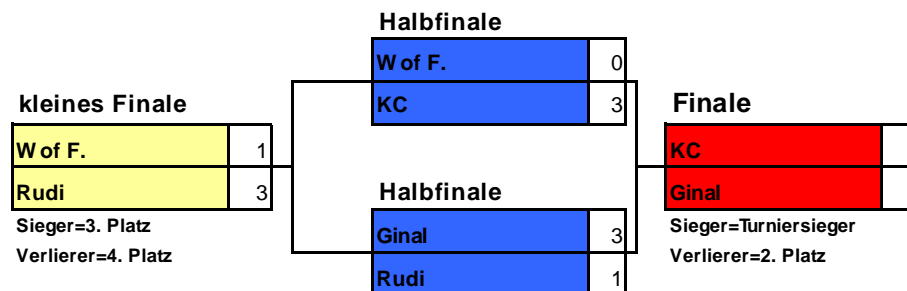 Halbfinale
W of F. 0
KC 3
kleines Finale
W of F. 1
Rudi 3
Sieger=3. Platz
Verlierer=4. Platz
Halbfinale
Ginal 3
Rudi 1
Finale
KC
Ginal
Sieger=Turniersieger
Verlierer=2. Platz